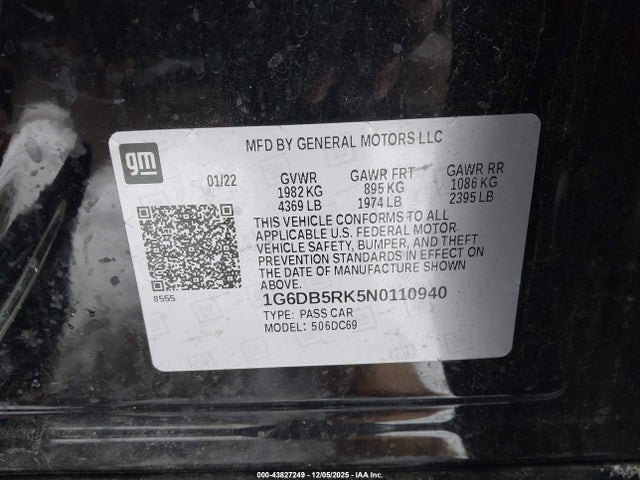 MFD BY GENERAL MOTORS LLC
gm
01/22
GVWR GAWR FRT GAWR RR
1982 KG 895 KG 1086 KG
4369 LB 1974 LB 2395 LB
THIS VEHICLE CONFORMS TO ALL
APPLICABLE U.S. FEDERAL MOTOR
VEHICLE SAFETY, BUMPER, AND THEFT
PREVENTION STANDARDS IN EFFECT ON
THE DATE OF MANUFACTURE SHOWN
ABOVE.
8555
1G6DB5RK5N0110940
TYPE: PASS CAR
MODEL: 506DC69
000-43827249 - 12/05/2025 - IAA Inc.